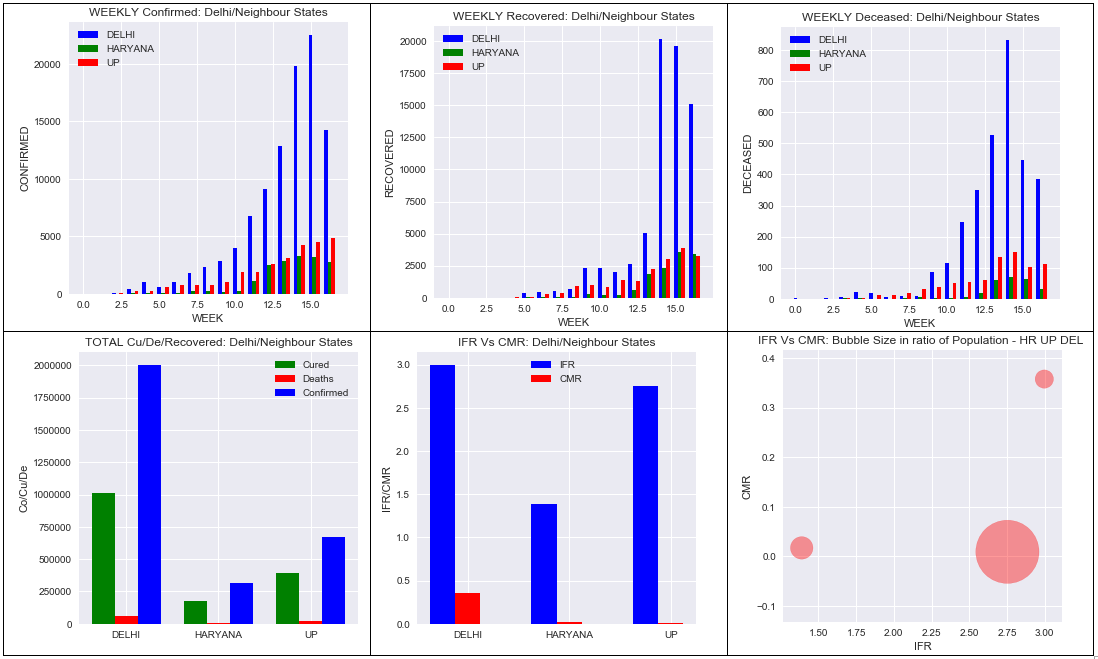 WEEKLY Confirmed: Delhi/Neighbour States
DELHI
HARYANA
UP
20000
15000
10000
5000
0
CONFIRMED
0.0 2.5 5.0 7.5 10.0 12.5 15.0
WEEK
WEEKLY Recovered: Delhi/Neighbour States
DELHI
HARYANA
UP
20000
17500
15000
12500
10000
7500
5000
2500
0
RECOVERED
0.0 2.5 5.0 7.5 10.0 12.5 15.0
WEEK
WEEKLY Deceased: Delhi/Neighbour States
DELHI
HARYANA
UP
800
700
600
500
400
300
200
100
0
DECEASED
0.0 2.5 5.0 7.5 10.0 12.5 15.0
WEEK
TOTAL Cu/De/Recovered: Delhi/Neighbour States
Cured
Deaths
Confirmed
2000000
1750000
1500000
1250000
1000000
750000
500000
250000
0
Co/Cu/De
DELHI HARYANA UP
IFR Vs CMR: Delhi/Neighbour States
IFR
CMR
3.0
2.5
2.0
1.5
1.0
0.5
0.0
IFR/CMR
DELHI HARYANA UP
IFR Vs CMR: Bubble Size in ratio of Population - HR UP DEL
0.4
0.3
0.2
0.1
0.0
−0.1
CMR
1.50 1.75 2.00 2.25 2.50 2.75 3.00
IFR